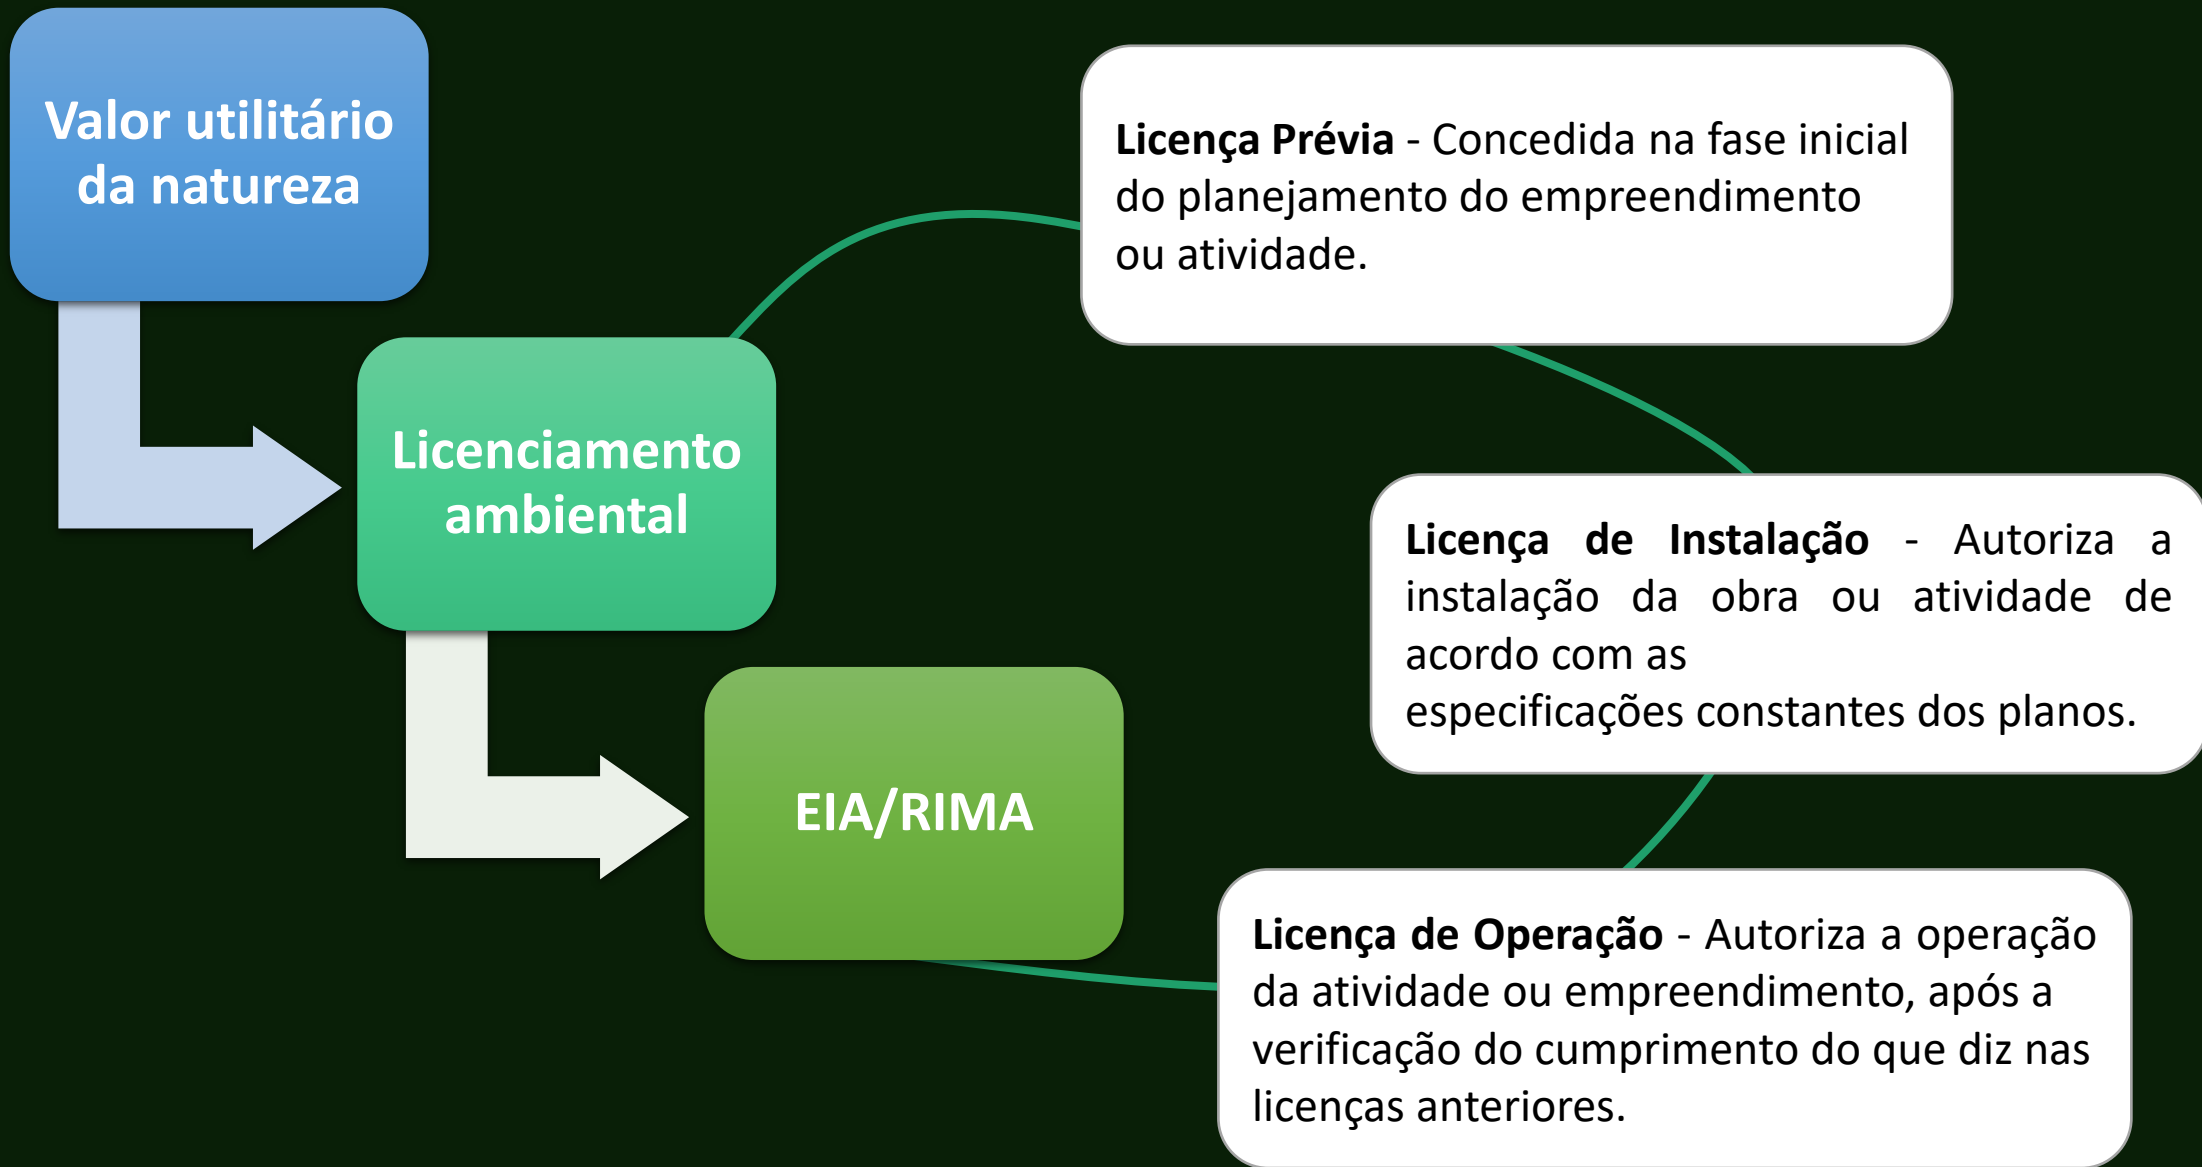 Valor utilitário
da natureza
Licenciamento
ambiental
EIA/RIMA
Licença Prévia - Concedida na fase inicial
do planejamento do empreendimento
ou atividade.
Licença de Instalação - Autoriza a
instalação da obra ou atividade de
acordo com as
especificações constantes dos planos.
Licença de Operação - Autoriza a operação
da atividade ou empreendimento, após a
verificação do cumprimento do que diz nas
licenças anteriores.